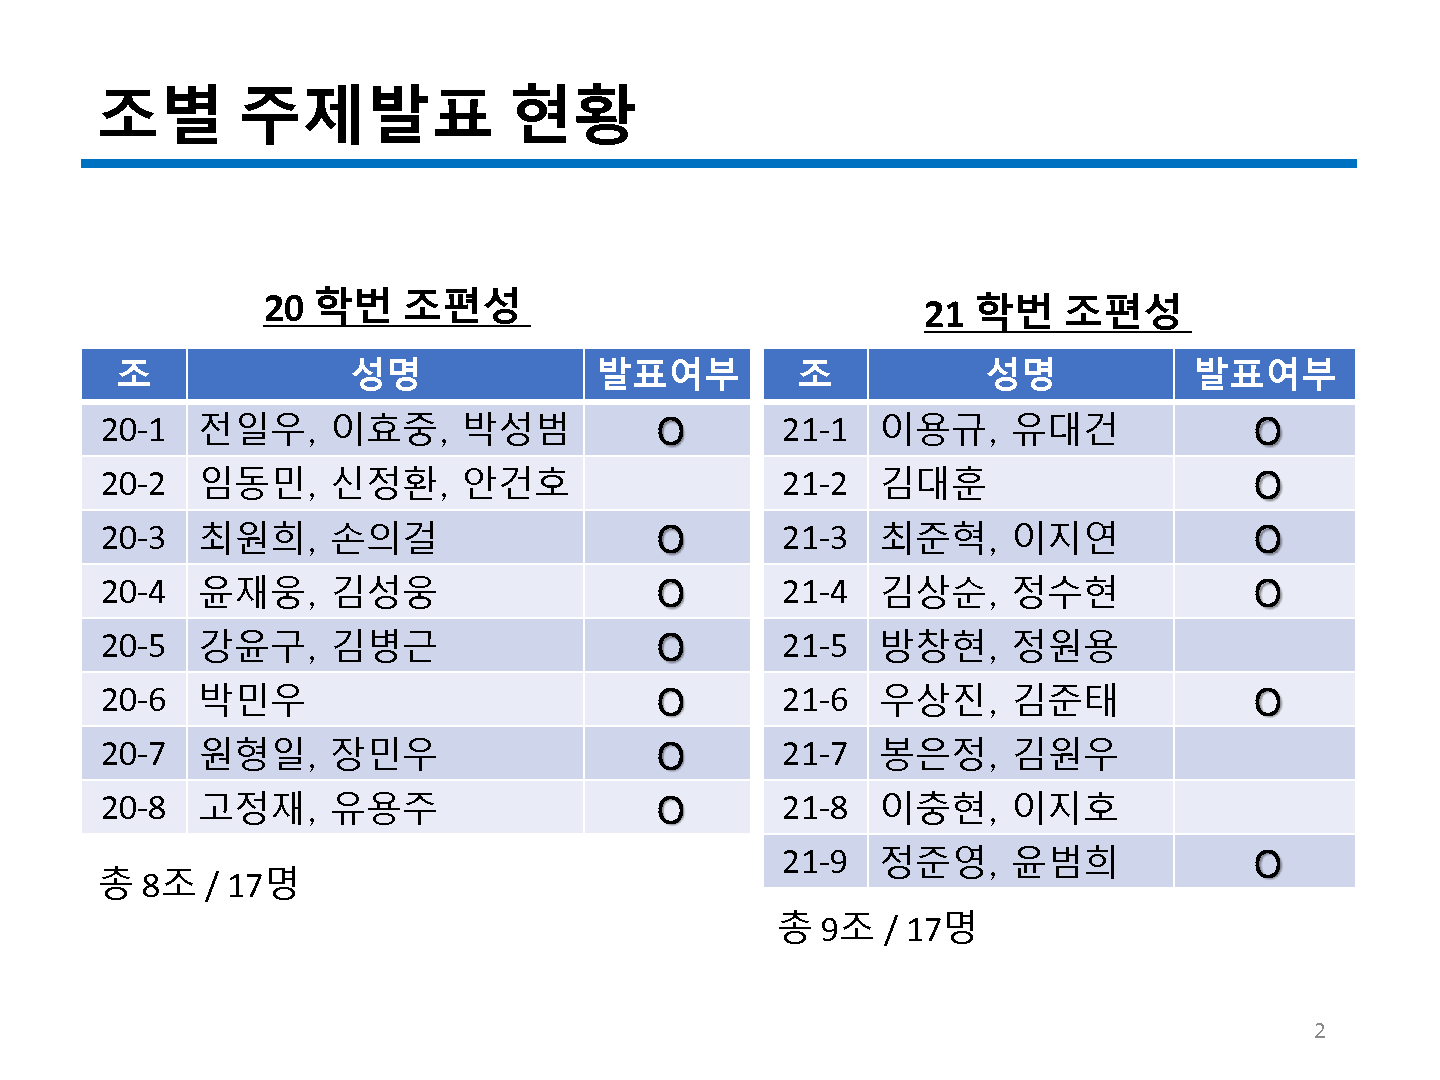 조별 주제발표 현황
20 학번 조편성
조 성명 발표여부
20-1 전일우, 이효중, 박성범 O
20-2 임동민, 신정환, 안건호
20-3 최원희, 손의걸 O
20-4 윤재웅, 김성웅 O
20-5 강윤구, 김병근 O
20-6 박민우 O
20-7 원형일, 장민우 O
20-8 고정재, 유용주 O
총 8조 / 17명
21 학번 조편성
조 성명 발표여부
21-1 이용규, 유대건 O
21-2 김대훈 O
21-3 최준혁, 이지연 O
21-4 김상순, 정수현 O
21-5 방창현, 정원용
21-6 우상진, 김준태 O
21-7 봉은정, 김원우
21-8 이충현, 이지호
21-9 정준영, 윤범희 O
총 9조 / 17명
2